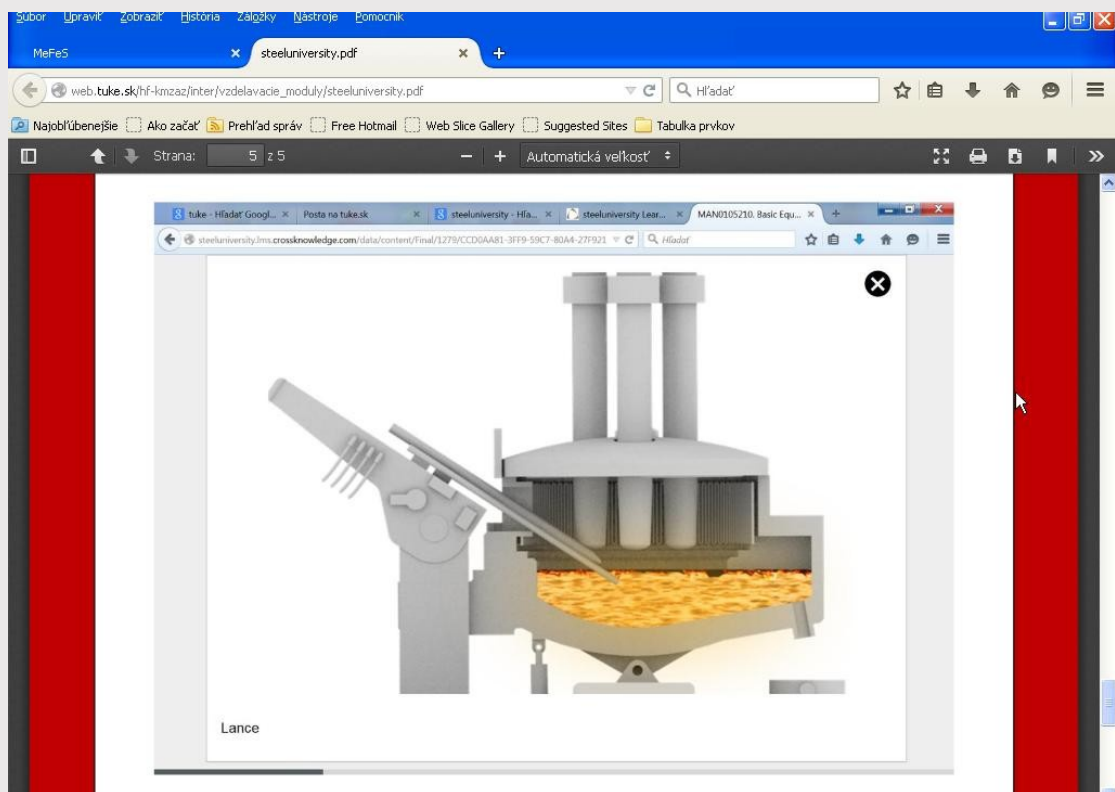 Súbor Upraviť Zobraziť História Záložky Nástroje Pomocník
MeFeS steeluniversity.pdf
web.tuke.sk/hf-kmzaz/inter/vzdelavacie_moduly/steeluniversity.pdf Hľadať
Najobľúbenejšie Ako začať Prehľad správ Free Hotmail Web Slice Gallery Suggested Sites Tabulka prvkov
Strana: 5 z 5 Automatická veľkosť
tuke - Hľadať Googl... Posta na tuke.sk steeluniversity - Hľa... steeluniversity Lear... MAN0105210. Basic Equ...
steeluniversity.lms.crossknowledge.com/data/content/Final/1279/CCD0AA81-3FF9-59C7-80A4-27F921 Hľadať
Lance